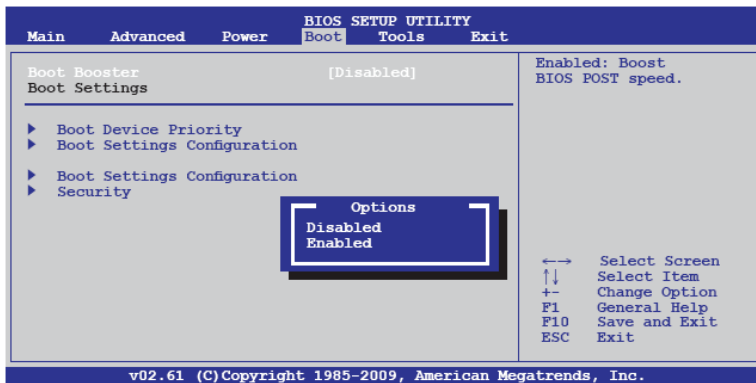 BIOS SETUP UTILITY
Main Advanced Power Boot Tools Exit
Boot Booster [Disabled]
Boot Settings
Boot Device Priority
Boot Settings Configuration
Boot Settings Configuration
Security
Options
Disabled
Enabled
Enabled: Boost
BIOS POST speed.
←→ Select Screen
↑↓ Select Item
+- Change Option
F1 General Help
F10 Save and Exit
ESC Exit
v02.61 (C)Copyright 1985-2009, American Megatrends, Inc.